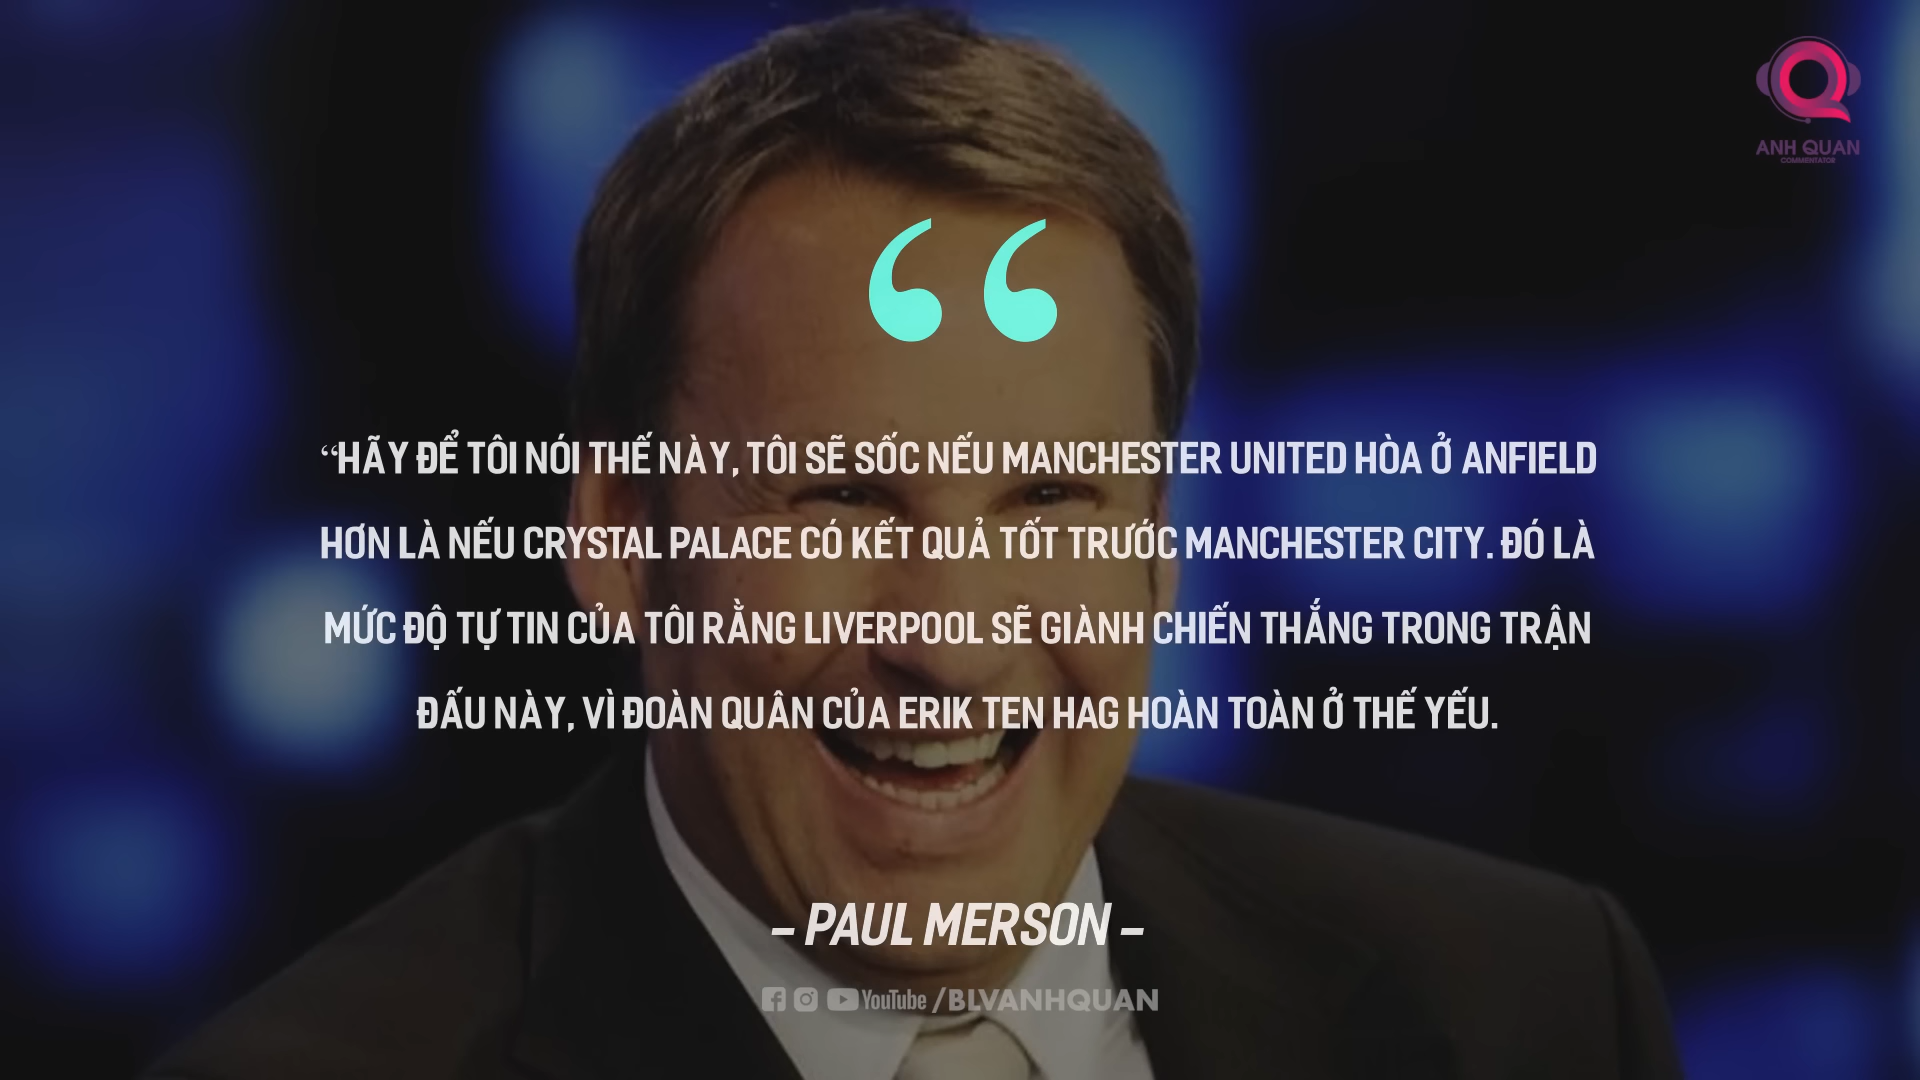 ANH QUAN
COMMENTATOR
“HÃY ĐỂ TÔI NÓI THẾ NÀY, TÔI SẼ SỐC NẾU MANCHESTER UNITED HÒA Ở ANFIELD
HƠN LÀ NẾU CRYSTAL PALACE CÓ KẾT QUẢ TỐT TRƯỚC MANCHESTER CITY. ĐÓ LÀ
MỨC ĐỘ TỰ TIN CỦA TÔI RẰNG LIVERPOOL SẼ GIÀNH CHIẾN THẮNG TRONG TRẬN
ĐẤU NÀY, VÌ ĐOÀN QUÂN CỦA ERIK TEN HAG HOÀN TOÀN Ở THẾ YẾU.
– PAUL MERSON –
YouTube /BLVANHQUAN